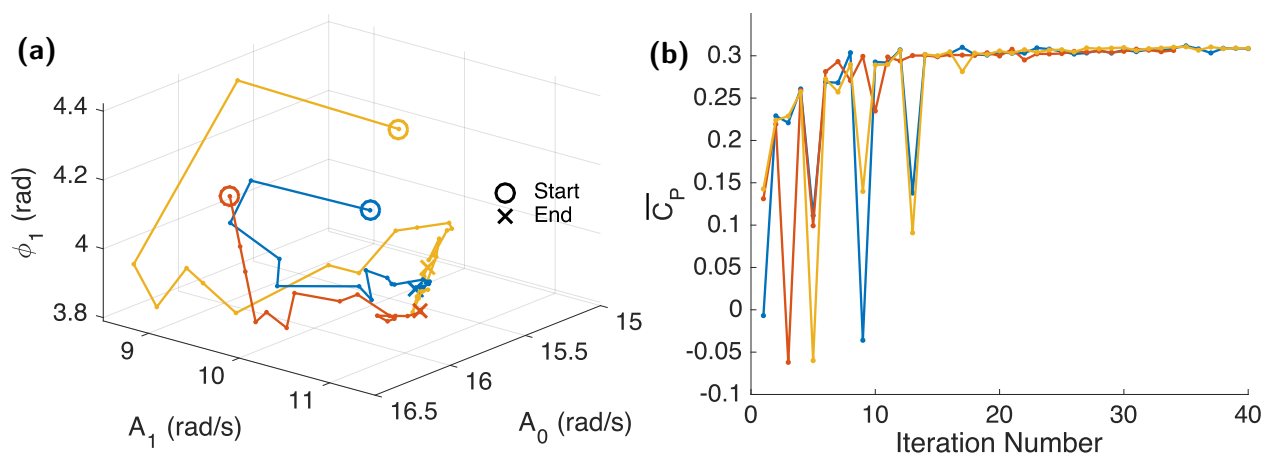 (a)
4.4
4.2
4
3.8
ϕ1 (rad)
9
10
11
A1 (rad/s)
16.5
16
15.5
15
A0 (rad/s)
Start
End
(b)
0.3
0.25
0.2
0.15
0.1
0.05
0
-0.05
-0.1
C̅P
0
10
20
30
40
Iteration Number